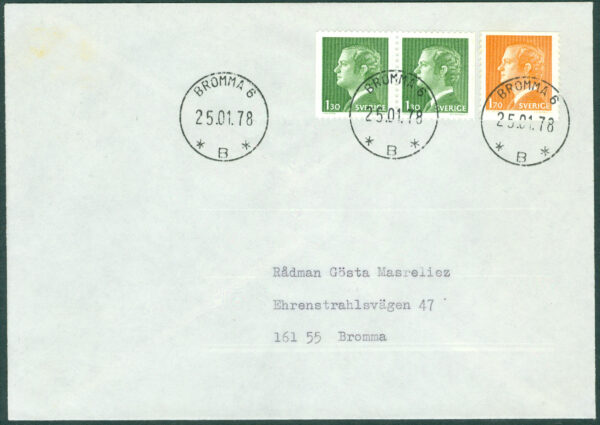 1.30 SVERIGE
1.30 SVERIGE
1.70 SVERIGE
BROMMA 6
25.01.78
* B *
BROMMA 6
25.01.78
* B *
BROMMA 6
25.01.78
* B *
Rådman Gösta Masreliez
Ehrenstrahlsvägen 47
161 55 Bromma